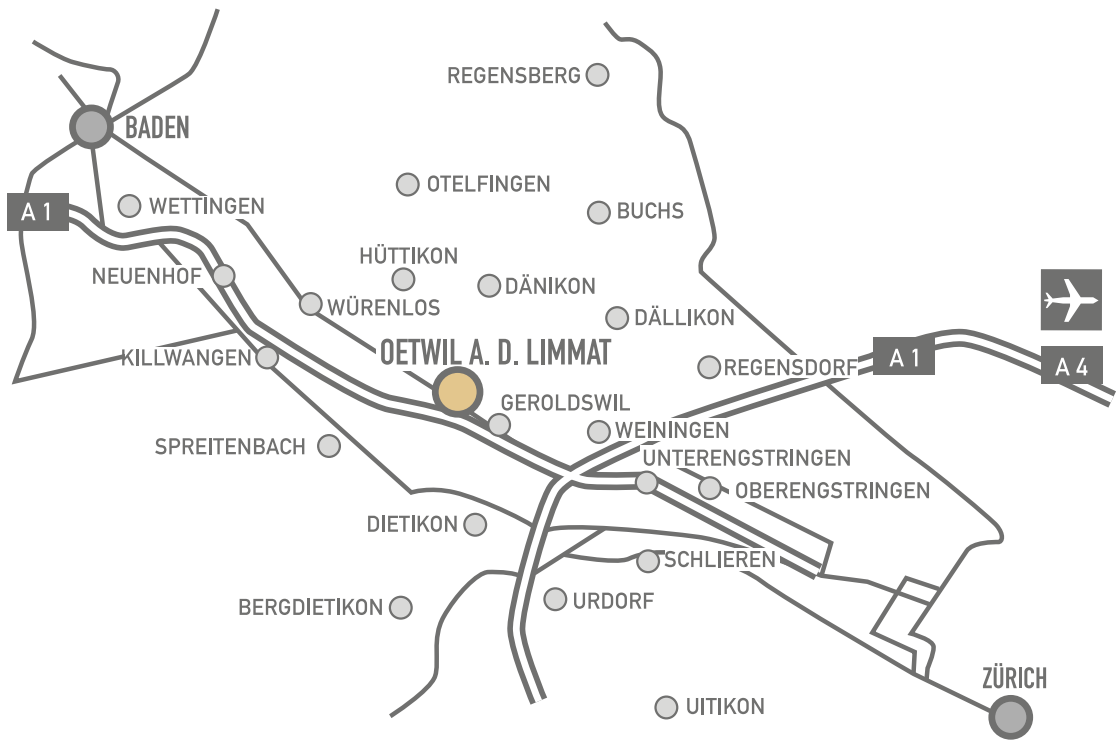 REGENSBERG
BADEN
OTELFINGEN
WETTINGEN
A 1
BUCHS
HÜTTIKON
NEUENHOF
DÄNIKON
WÜRENLOS
DÄLLIKON
KILLWANGEN
OETWIL A. D. LIMMAT
A 1
REGENSDORF
A 4
GEROLDSWIL
WEININGEN
SPREITENBACH
UNTERENGSTRINGEN
OBERENGSTRINGEN
DIETIKON
SCHLIEREN
BERGDIETIKON
URDORF
ZÜRICH
UITIKON